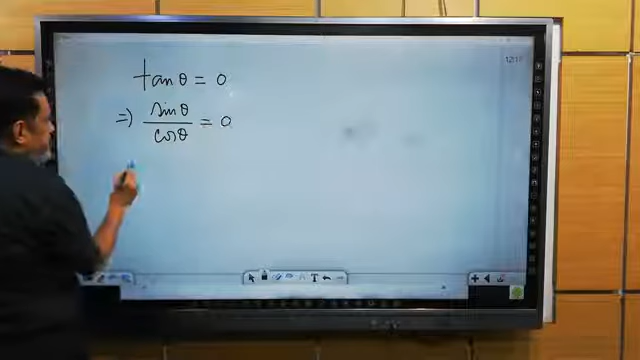 tan θ = 0
⇒ sin θ / cos θ = 0